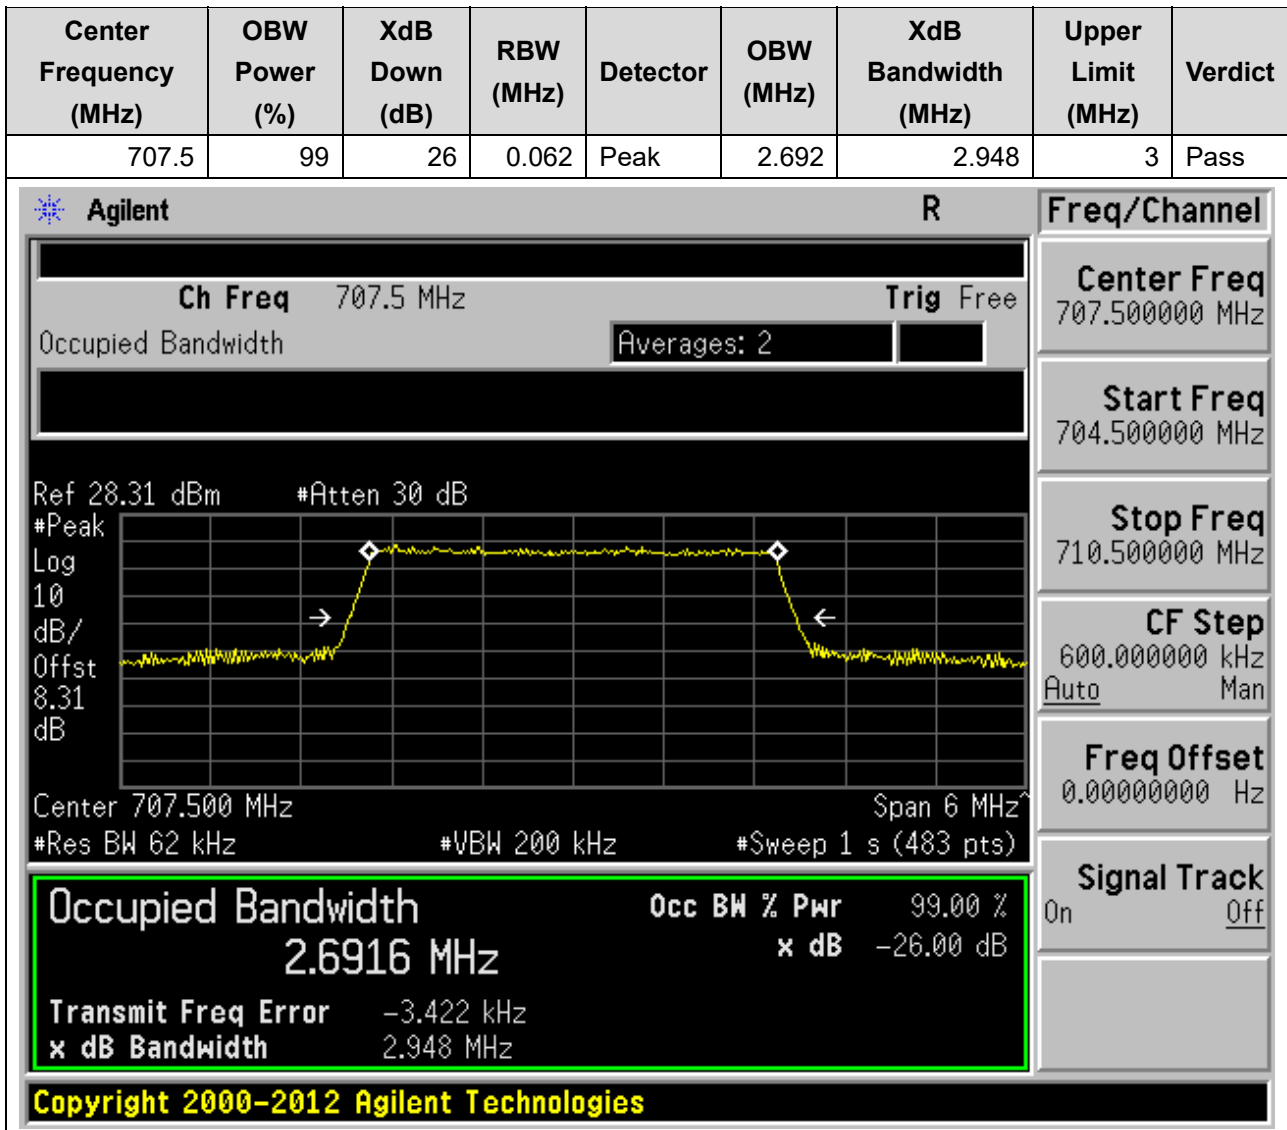 Center Frequency (MHz) OBW Power (%) XdB Down (dB) RBW (MHz) Detector OBW (MHz) XdB Bandwidth (MHz) Upper Limit (MHz) Verdict
707.5 99 26 0.062 Peak 2.692 2.948 3 Pass
Agilent R Freq/Channel
Ch Freq 707.5 MHz Trig Free
Occupied Bandwidth Averages: 2
Center Freq
707.500000 MHz
Start Freq
704.500000 MHz
Stop Freq
710.500000 MHz
CF Step
600.000000 kHz
Auto Man
Freq Offset
0.00000000 Hz
Signal Track
On Off
Ref 28.31 dBm #Atten 30 dB
#Peak
Log
10
dB/
Offst
8.31
dB
Center 707.500 MHz Span 6 MHz^
#Res BW 62 kHz #VBW 200 kHz #Sweep 1 s (483 pts)
Occupied Bandwidth Occ BW % Pwr 99.00 %
2.6916 MHz x dB -26.00 dB
Transmit Freq Error -3.422 kHz
x dB Bandwidth 2.948 MHz
Copyright 2000-2012 Agilent Technologies